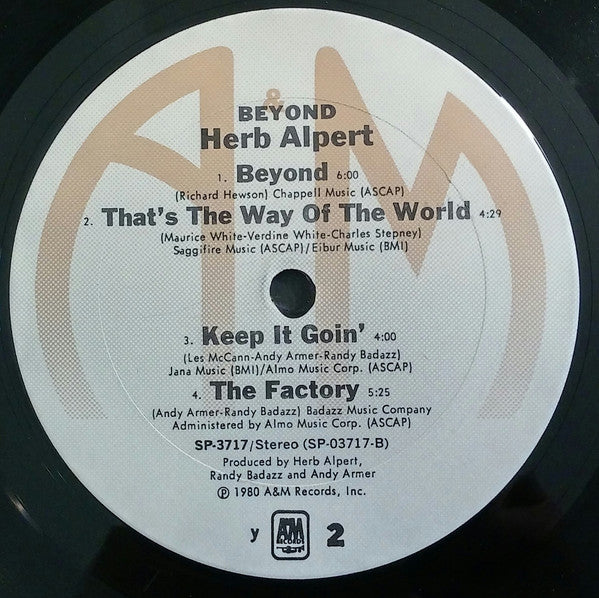 A&M
BEYOND
Herb Alpert
1. Beyond 6:00
(Richard Hewson) Chappell Music (ASCAP)
2. That's The Way Of The World 4:29
(Maurice White-Verdine White-Charles Stepney)
Saggifire Music (ASCAP)/Eibur Music (BMI)
3. Keep It Goin' 4:00
(Les McCann-Andy Armer-Randy Badazz)
Jana Music (BMI)/Almo Music Corp. (ASCAP)
4. The Factory 5:25
(Andy Armer-Randy Badazz) Badazz Music Company
Administered by Almo Music Corp. (ASCAP)
SP-3717/Stereo (SP-03717-B)
Produced by Herb Alpert,
Randy Badazz and Andy Armer
℗ 1980 A&M Records, Inc.
y A&M RECORDS 2